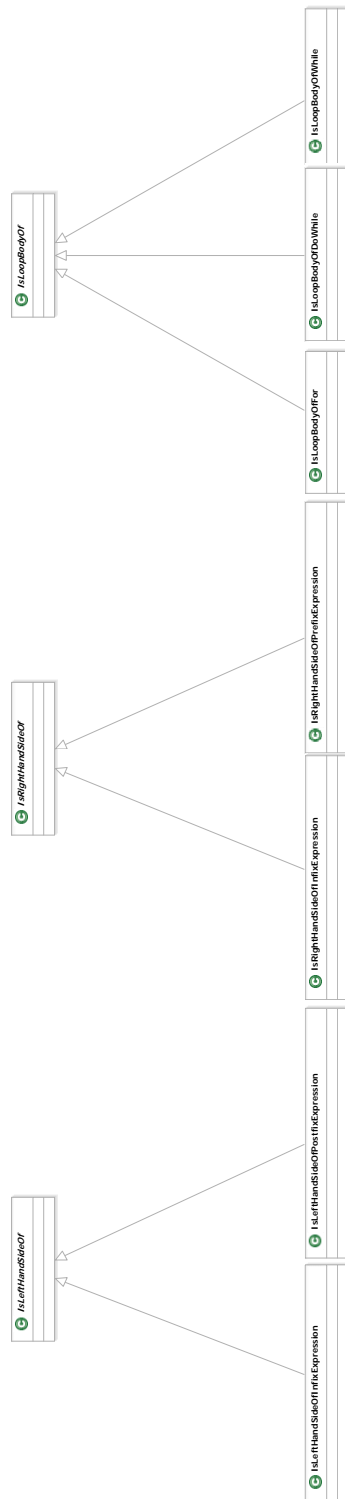 IsLeftHandSideOf
IsRightHandSideOf
IsLoopBodyOf
IsLeftHandSideOfInfixExpression
IsLeftHandSideOfPostfixExpression
IsRightHandSideOfInfixExpression
IsRightHandSideOfPrefixExpression
IsLoopBodyOfFor
IsLoopBodyOfDoWhile
IsLoopBodyOfWhile